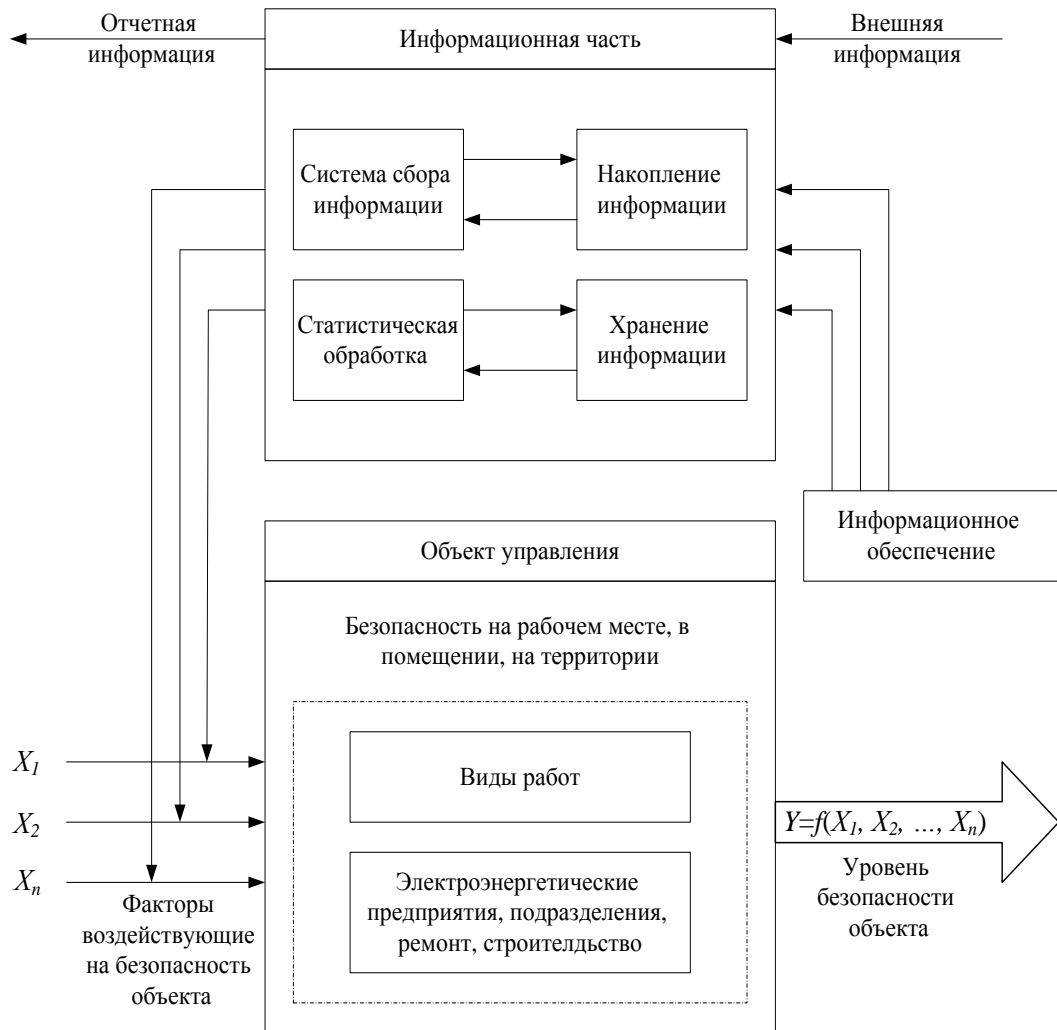 Отчетная
информация
Информационная часть
Внешняя
информация
Система сбора
информации
Накопление
информации
Статистическая
обработка
Хранение
информации
Информационное
обеспечение
Объект управления
Безопасность на рабочем месте, в
помещении, на территории
Виды работ
Электроэнергетические
предприятия, подразделения,
ремонт, строителдьство
X1
X2
Xn
Факторы
воздействующие
на безопасность
объекта
Y=f(X1, X2, ..., Xn)
Уровень
безопасности
объекта